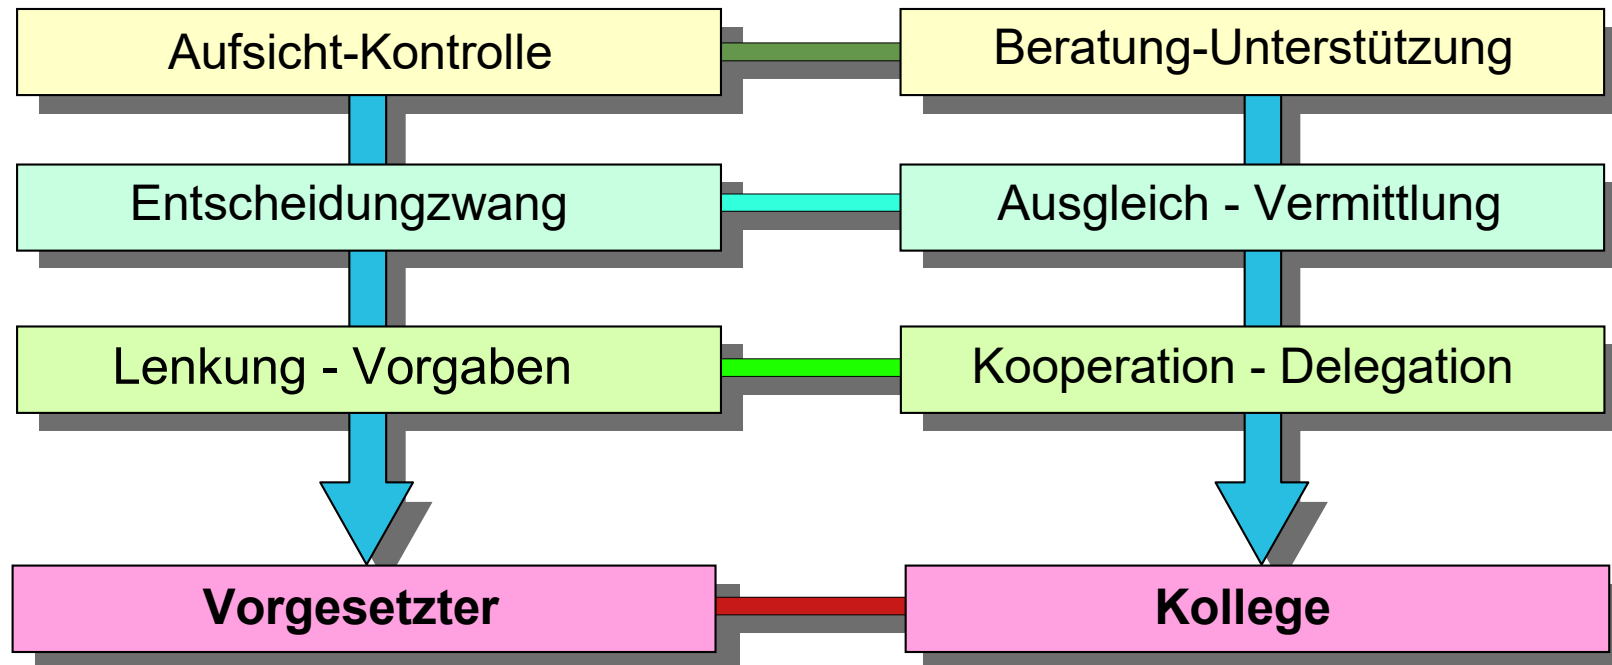 Aufsicht-Kontrolle
Beratung-Unterstützung
Entscheidungzwang
Ausgleich - Vermittlung
Lenkung - Vorgaben
Kooperation - Delegation
Vorgesetzter
Kollege